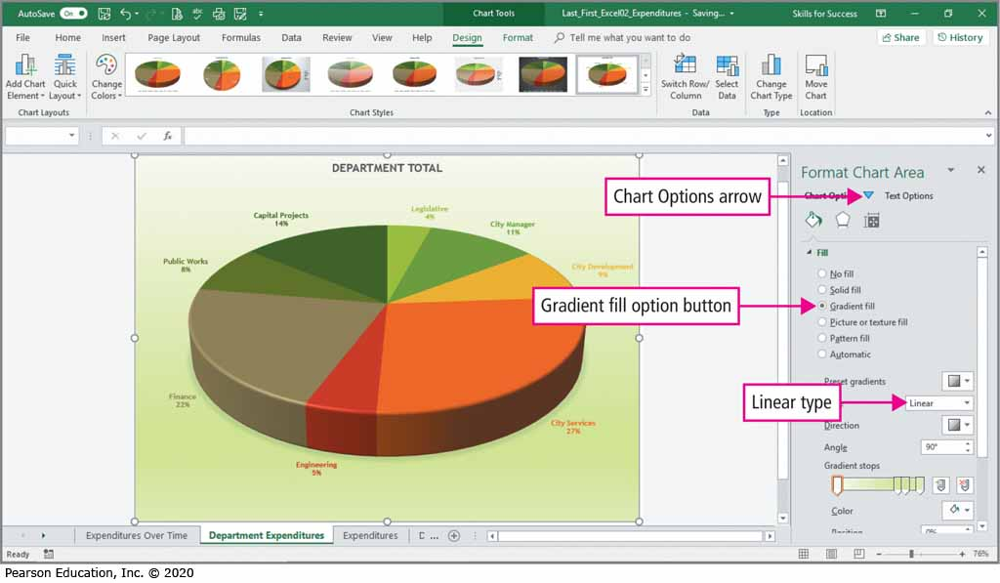 AutoSave On
Chart Tools
Last_First_Excel02_Expenditures - Saving...
Skills for Success
File Home Insert Page Layout Formulas Data Review View Help Design Format Tell me what you want to do Share History
Add Chart Element
Quick Layout
Change Colors
Switch Row/ Column
Select Data
Change Chart Type
Move Chart
Chart Layouts
Chart Styles
Data
Type
Location
fx
DEPARTMENT TOTAL
Legislative
4%
Capital Projects
14%
City Manager
11%
Public Works
8%
City Development
9%
Finance
22%
City Services
27%
Engineering
5%
Format Chart Area
Chart Opti
Text Options
Chart Options arrow
Fill
No fill
Solid fill
Gradient fill
Gradient fill option button
Picture or texture fill
Pattern fill
Automatic
Preset gradients
Linear type
Linear
Direction
Angle 90°
Gradient stops
Color
Position 0%
Expenditures Over Time Department Expenditures Expenditures D ...
Ready
76%
Pearson Education, Inc. © 2020